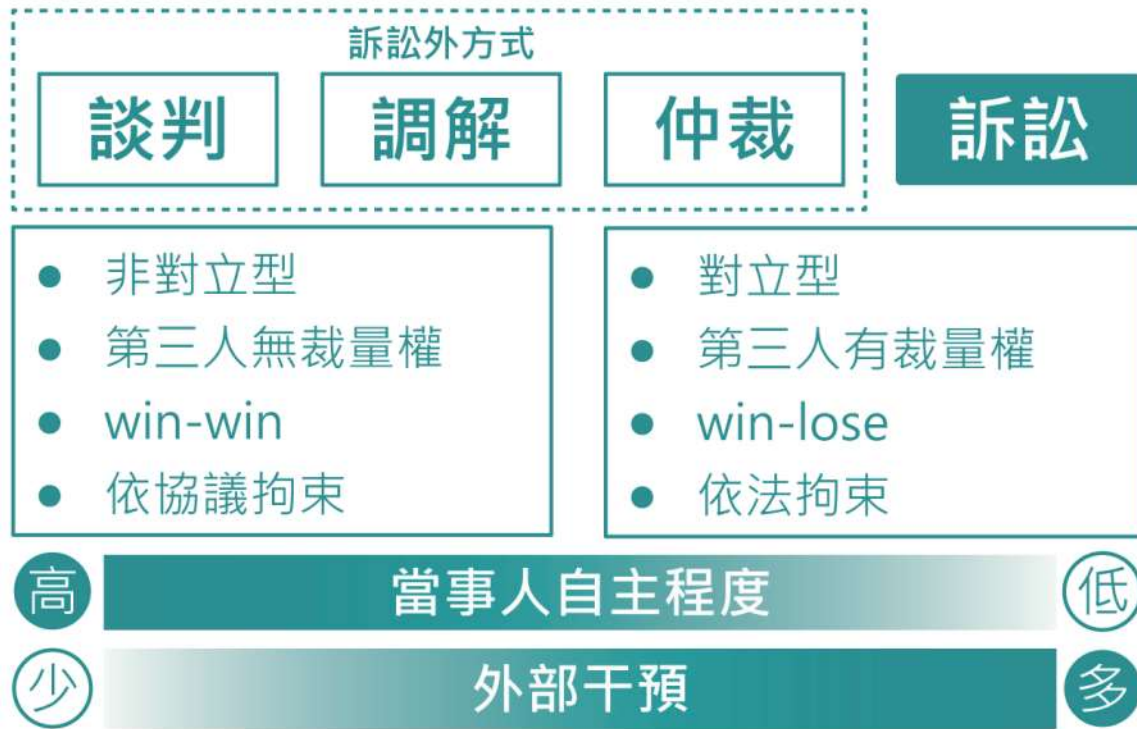 訴訟外方式
談判
調解
仲裁
訴訟
● 非對立型
● 第三人無裁量權
● win-win
● 依協議拘束
● 對立型
● 第三人有裁量權
● win-lose
● 依法拘束
高 當事人自主程度 低
少 外部干預 多